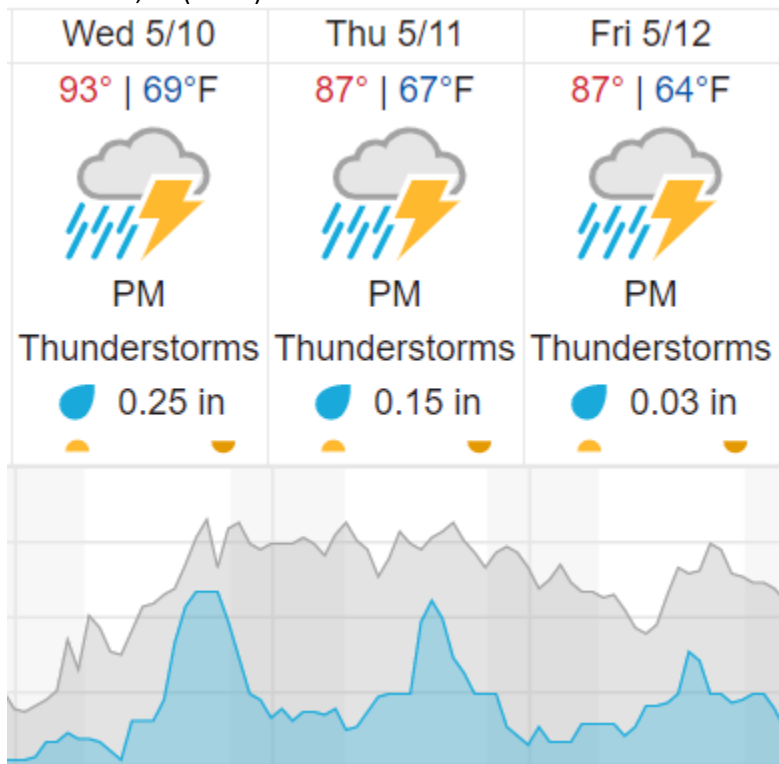 Wed 5/10 Thu 5/11 Fri 5/12
93° | 69°F 87° | 67°F 87° | 64°F
PM PM PM
Thunderstorms Thunderstorms Thunderstorms
0.25 in 0.15 in 0.03 in